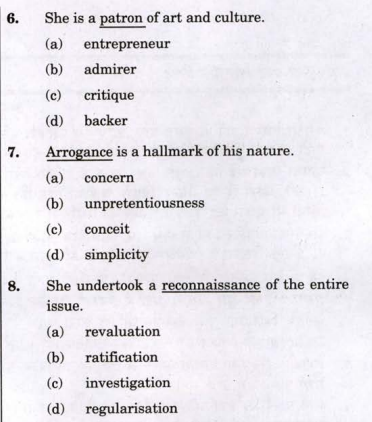 6. She is a patron of art and culture.
(a) entrepreneur
(b) admirer
(c) critique
(d) backer
7. Arrogance is a hallmark of his nature.
(a) concern
(b) unpretentiousness
(c) conceit
(d) simplicity
8. She undertook a reconnaissance of the entire
issue.
(a) revaluation
(b) ratification
(c) investigation
(d) regularisation